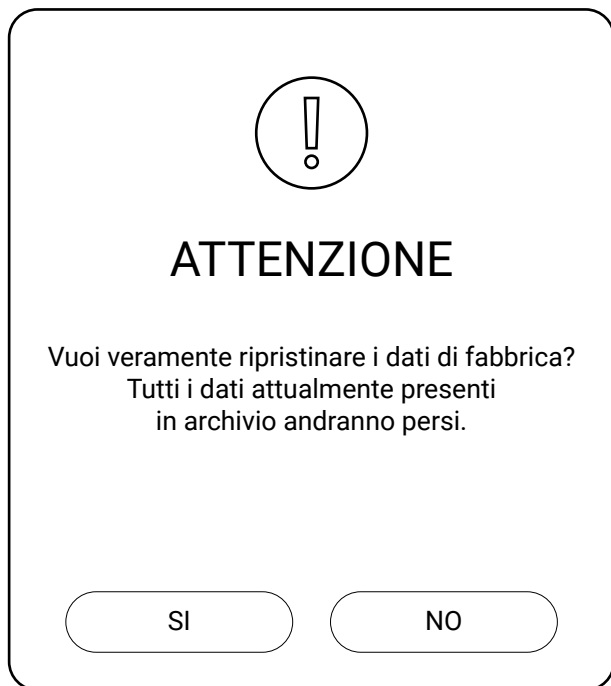 ATTENZIONE
Vuoi veramente ripristinare i dati di fabbrica?
Tutti i dati attualmente presenti
in archivio andranno persi.
SI
NO